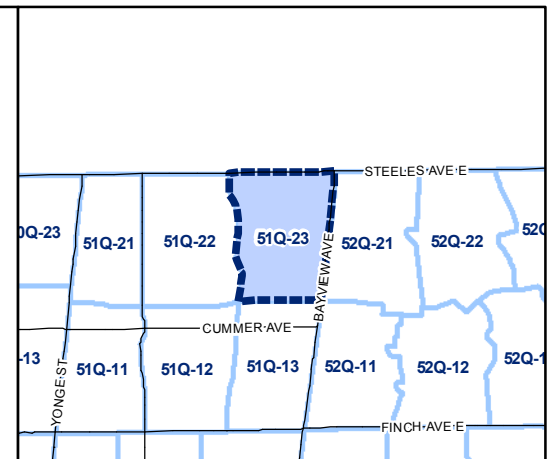 STEELES AVE E
0Q-23
51Q-21
51Q-22
51Q-23
52Q-21
52Q-22
52Q
BAYVIEW AVE
CUMMER AVE
-13
YONGE ST
51Q-11
51Q-12
51Q-13
52Q-11
52Q-12
52Q-1
FINCH AVE E